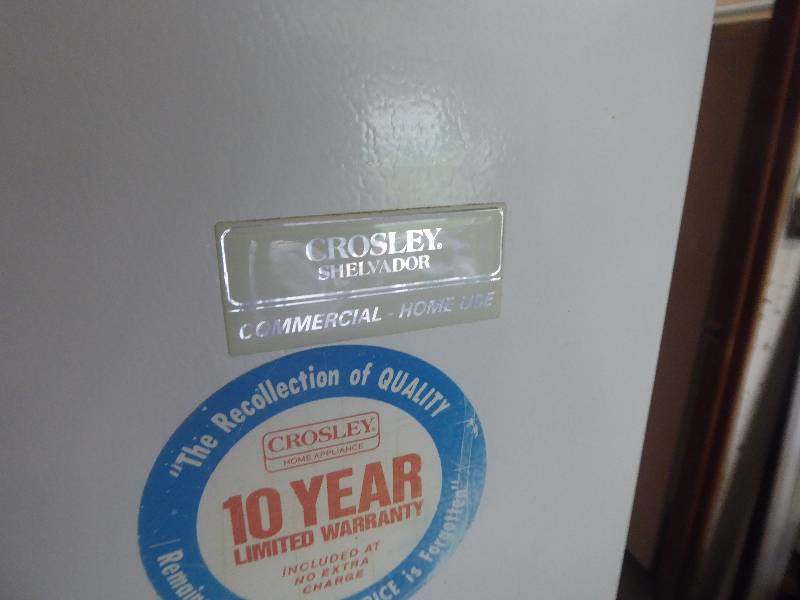 CROSLEY®
SHELVADOR
COMMERCIAL - HOME USE
"The Recollection of QUALITY
CROSLEY®
HOME APPLIANCE
10 YEAR
LIMITED WARRANTY
INCLUDED AT
NO EXTRA
CHARGE
is Forgotten"